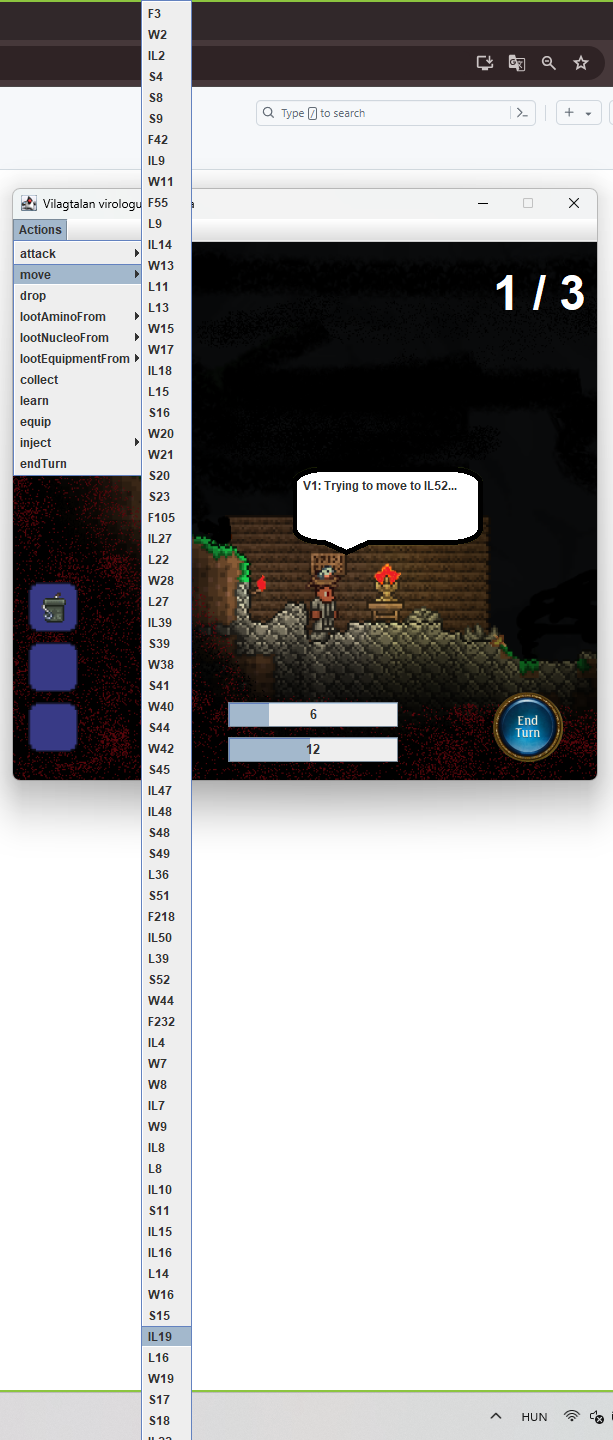 Type / to search
Vilagtalan virologu
Actions
attack
move
drop
lootAminoFrom
lootNucleoFrom
lootEquipmentFrom
collect
learn
equip
inject
endTurn
F3
W2
IL2
S4
S8
S9
F42
IL9
W11
F55
L9
IL14
W13
L11
L13
W15
W17
IL18
L15
S16
W20
W21
S20
S23
F105
IL27
L22
W28
L27
IL39
S39
W38
S41
W40
S44
W42
S45
IL47
IL48
S48
S49
L36
S51
F218
IL50
L39
S52
W44
F232
IL4
W7
W8
IL7
W9
IL8
L8
IL10
S11
IL15
IL16
L14
W16
S15
IL19
L16
W19
S17
S18
1 / 3
V1: Trying to move to IL52...
6
12
End
Turn
HUN